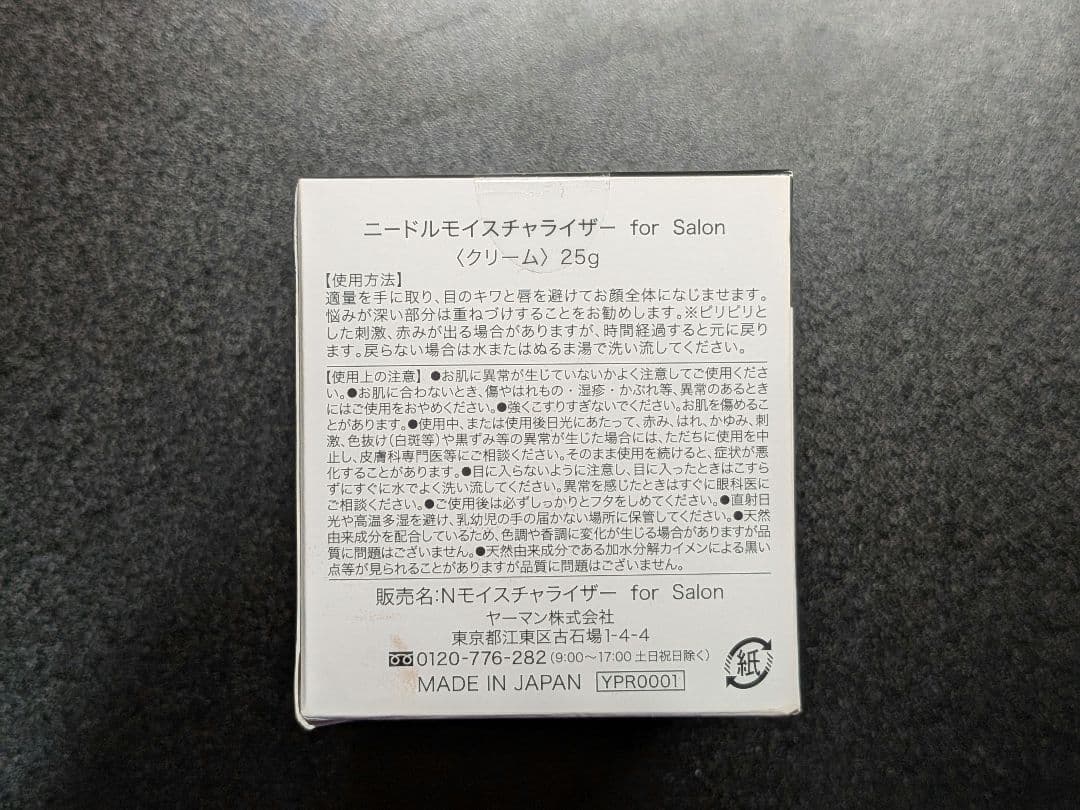 ニードルモイスチャライザー for Salon
〈クリーム〉25g
【使用方法】
適量を手に取り、目のキワと唇を避けてお顔全体になじませます。
悩みが深い部分は重ねづけすることをお勧めします。※ピリピリと
した刺激、赤みが出る場合がありますが、時間経過すると元に戻り
ます。戻らない場合は水またはぬるま湯で洗い流してください。
【使用上の注意】●お肌に異常が生じていないかよく注意してご使用くださ
い。●お肌に合わないとき、傷やはれもの・湿疹・かぶれ等、異常のあるとき
にはご使用をおやめください。●強くこすりすぎないでください。お肌を傷めるこ
とがあります。●使用中、または使用後日光にあたって、赤み、はれ、かゆみ、刺
激、色抜け(白斑等)や黒ずみ等の異常が生じた場合には、ただちに使用を中
止し、皮膚科専門医等にご相談ください。そのまま使用を続けると、症状が悪
化することがあります。●目に入らないように注意し、目に入ったときはこすら
ずにすぐに水でよく洗い流してください。異常を感じたときはすぐに眼科医に
ご相談ください。●ご使用後は必ずしっかりとフタをしめてください。●直射日
光や高温多湿を避け、乳幼児の手の届かない場所に保管してください。●天然
由来成分を配合しているため、色調や香調に変化が生じる場合がありますが品
質に問題はございません。●天然由来成分である加水分解カイメンによる黒い
点等が見られることがありますが品質に問題はございません。
販売名:Nモイスチャライザー for Salon
ヤーマン株式会社
東京都江東区古石場1-4-4
0120-776-282(9:00〜17:00 土日祝日除く)
MADE IN JAPAN YPR0001
紙